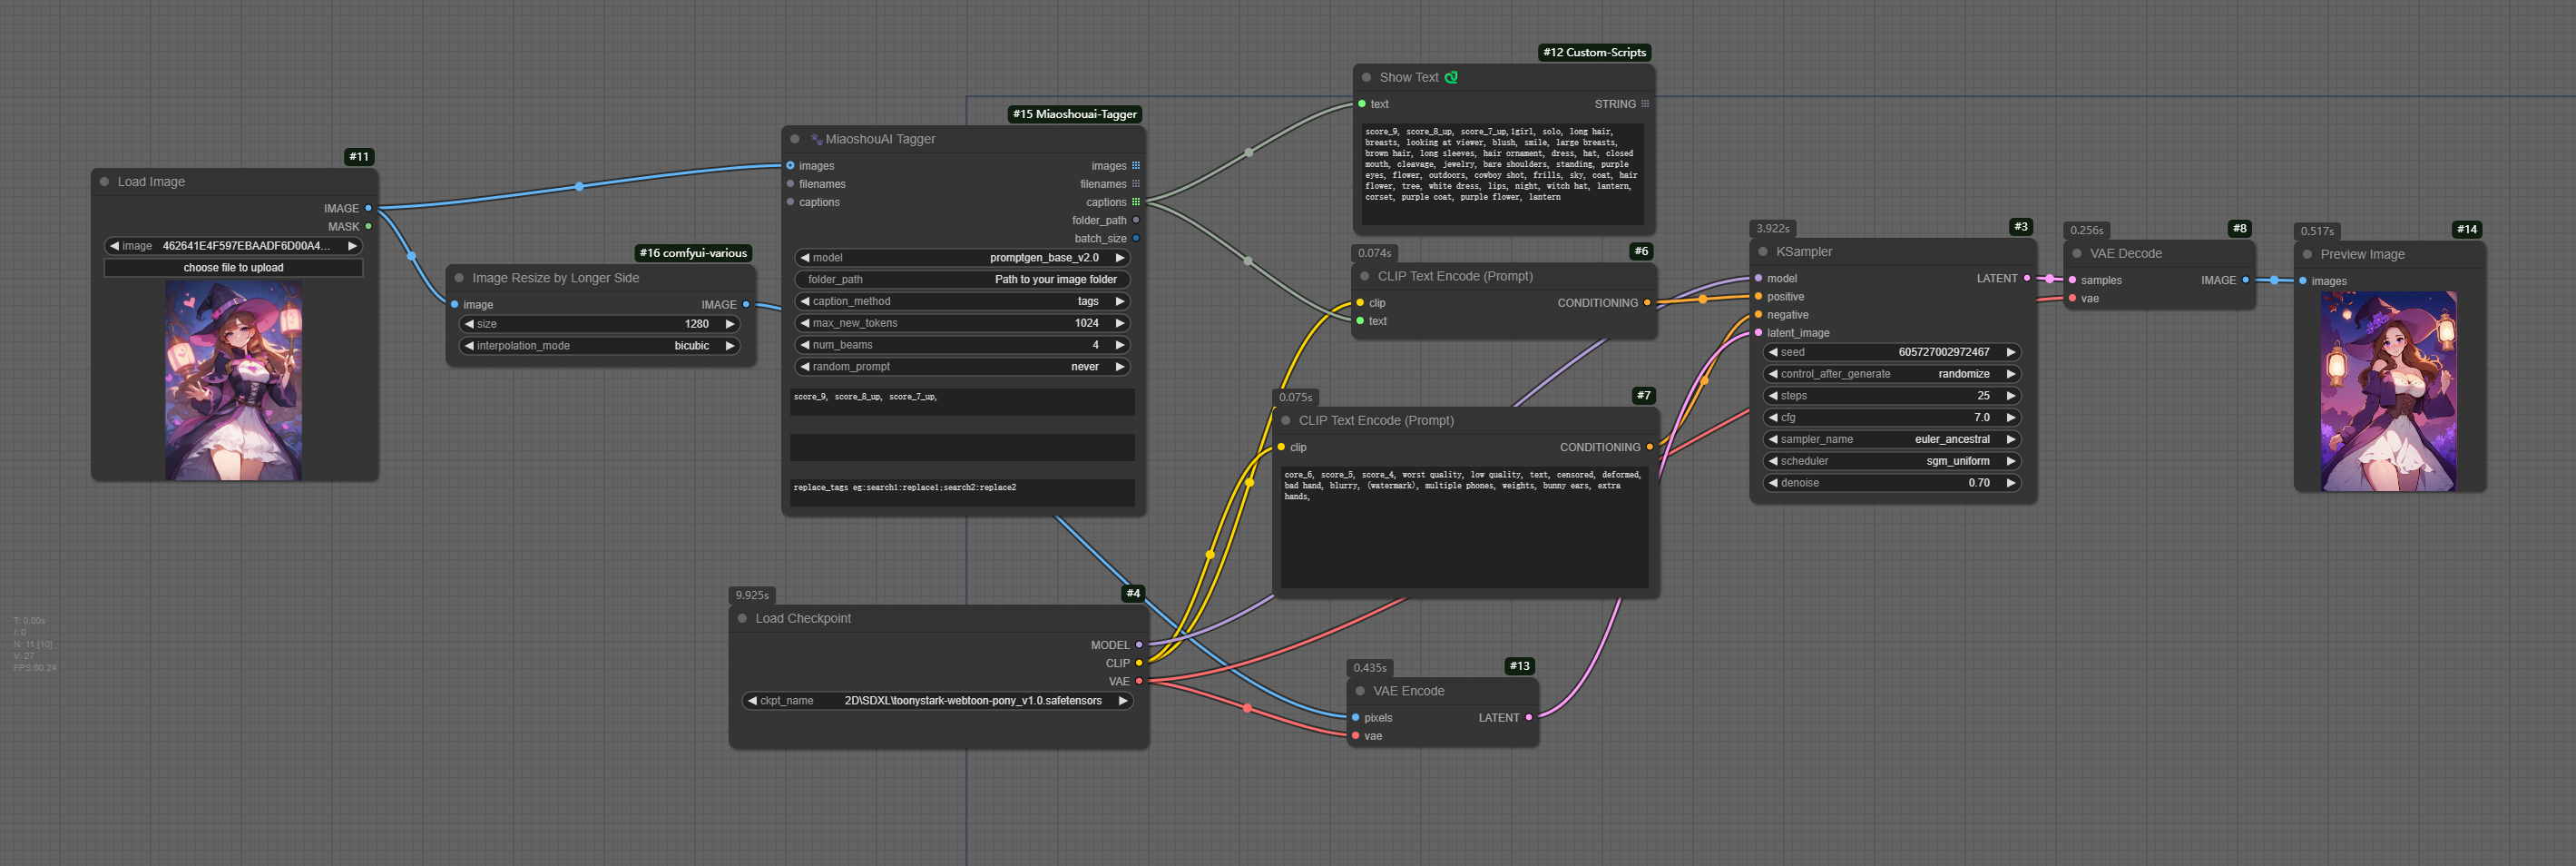 #11
Load Image
IMAGE
MASK
image 462641E4F597EBAADF6D00A4...
choose file to upload
#16 comfyui-various
Image Resize by Longer Side
image IMAGE
size 1280
interpolation_mode bicubic
#15 Miaoshouai-Tagger
MiaoshouAI Tagger
images images
filenames filenames
captions captions
folder_path
batch_size
model promptgen_base_v2.0
folder_path Path to your image folder
caption_method tags
max_new_tokens 1024
num_beams 4
random_prompt never
score_9, score_8_up, score_7_up,
replace_tags eg:search1:replace1;search2:replace2
9.925s
#4
Load Checkpoint
MODEL
CLIP
VAE
ckpt_name 2D\SDXL\toonystark-webtoon-pony_v1.0.safetensors
#12 Custom-Scripts
Show Text
text STRING
score_9, score_8_up, score_7_up,1girl, solo, long hair,
breasts, looking at viewer, blush, smile, large breasts,
brown hair, long sleeves, hair ornament, dress, hat, closed
mouth, cleavage, jewelry, bare shoulders, standing, purple
eyes, flower, outdoors, cowboy shot, frills, sky, coat, hair
flower, tree, white dress, lips, night, witch hat, lantern,
corset, purple coat, purple flower, lantern
0.074s
#6
CLIP Text Encode (Prompt)
clip CONDITIONING
text
0.075s
#7
CLIP Text Encode (Prompt)
clip CONDITIONING
core_6, score_5, score_4, worst quality, low quality, text, censored, deformed,
bad hand, blurry, (watermark), multiple phones, weights, bunny ears, extra
hands,
0.435s
#13
VAE Encode
pixels LATENT
vae
3.922s
#3
KSampler
model LATENT
positive
negative
latent_image
seed 605727002972467
control_after_generate randomize
steps 25
cfg 7.0
sampler_name euler_ancestral
scheduler sgm_uniform
denoise 0.70
0.256s
#8
VAE Decode
samples IMAGE
vae
0.517s
#14
Preview Image
images
T: 0.00s
I: 0
N: 11 [10]
V: 27
FPS:60.24